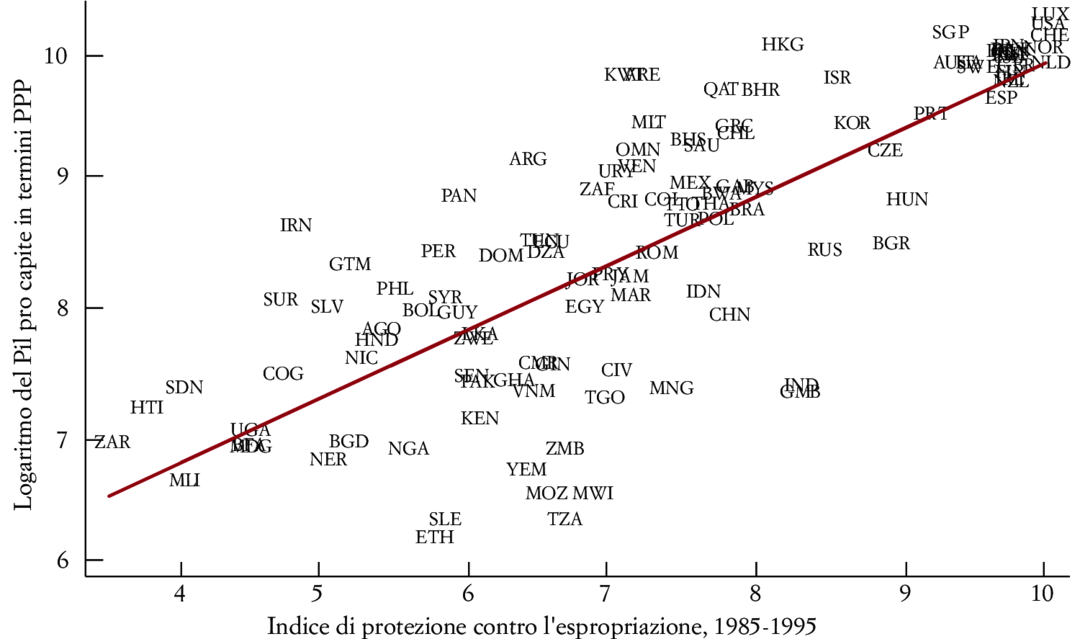 Logaritmo del Pil pro capite in termini PPP
10
9
8
7
6
LUX
USA
SGP
CHE
HKG
NOR
NLD
KWT ARE
ISR
QAT BHR
ESP
PRT
MLT
GRC
CHL
KOR
BHS
SAU
OMN
CZE
ARG
VEN
URY
MEX
ZAF
GAB
MYS
BWA
PAN
CRI
COL
TTO
THA
HUN
BRA
TUR
POL
IRN
TUN
ECU
BGR
PER
DOM
DZA
ROM
RUS
GTM
JOR
PRY
JAM
PHL
IDN
SUR
SYR
MAR
SLV
BOL
GUY
EGY
CHN
AGO
LKA
HND
ZWE
NIC
CMR
GIN
COG
SEN
PAK
GHA
CIV
SDN
VNM
MNG
IND
GMB
HTI
TGO
KEN
UGA
ZAR
BGD
MDG
NGA
ZMB
NER
YEM
MLI
MOZ MWI
SLE
TZA
ETH
4 5 6 7 8 9 10
Indice di protezione contro l'espropriazione, 1985-1995